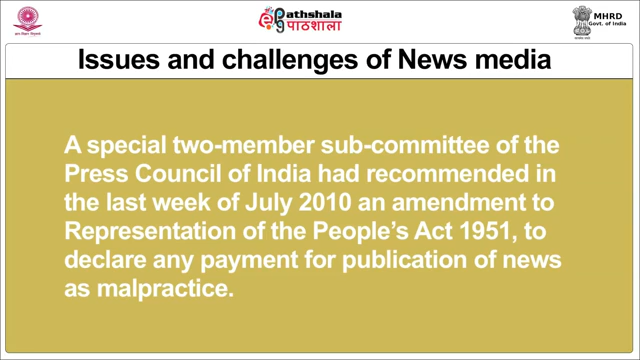 ePathshala
पाठशाला
MHRD
Govt. of India
Issues and challenges of News media
A special two-member sub-committee of the
Press Council of India had recommended in
the last week of July 2010 an amendment to
Representation of the People's Act 1951, to
declare any payment for publication of news
as malpractice.